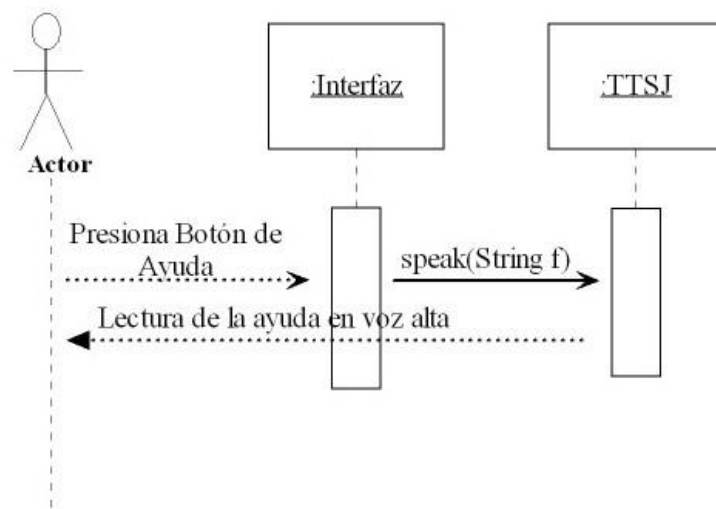 :Interfaz
:TTSJ
Actor
Presiona Botón de
Ayuda
speak(String f)
Lectura de la ayuda en voz alta